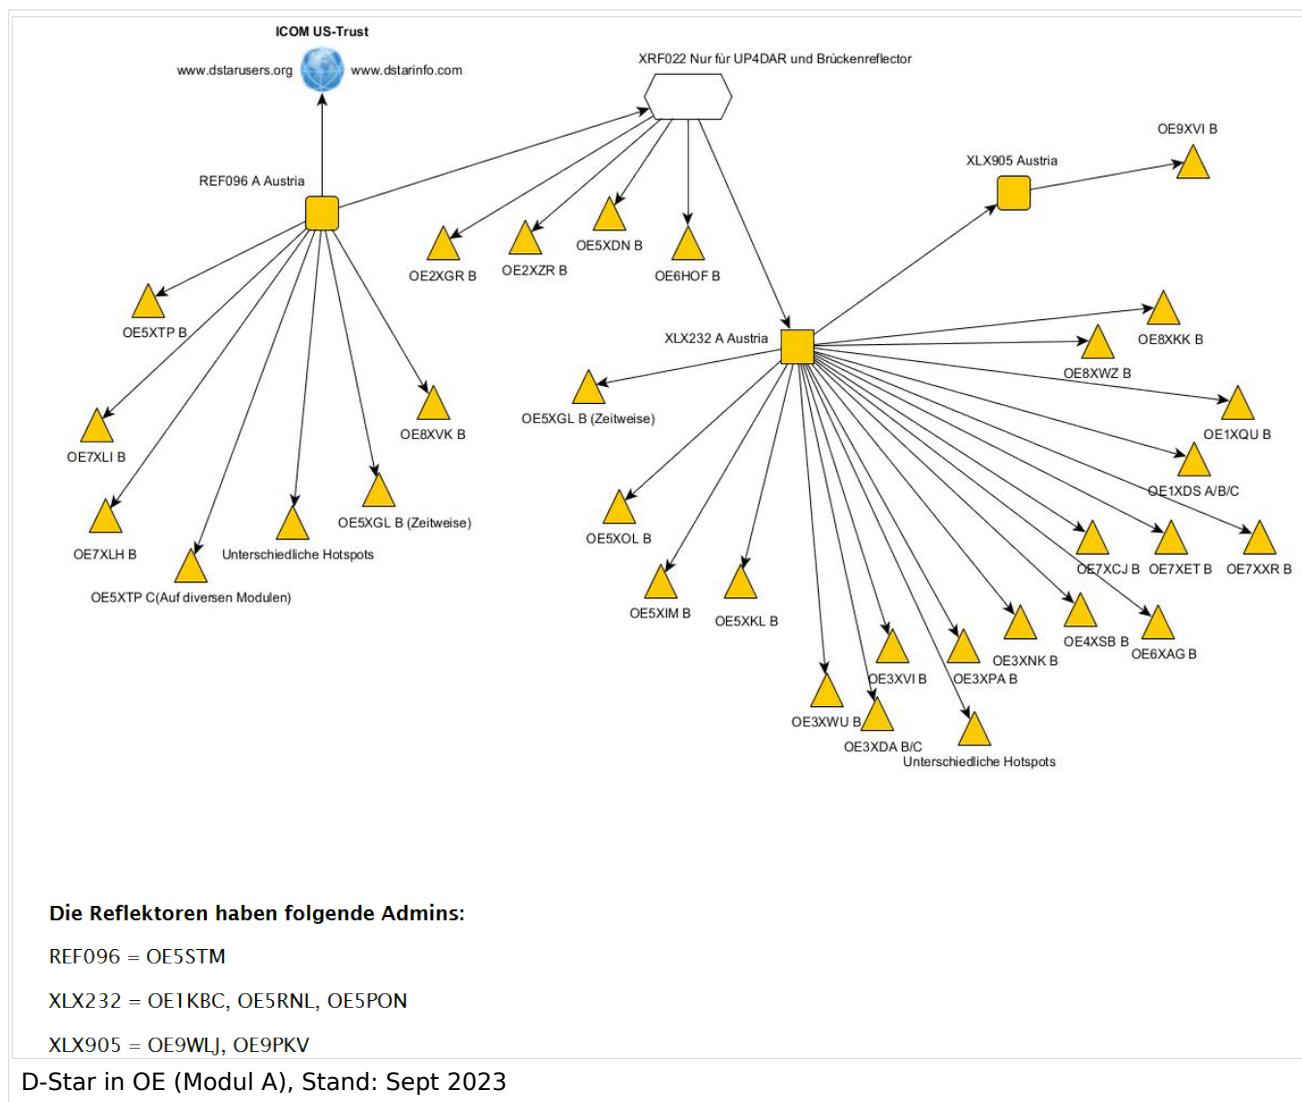 ICOM US-Trust
www.dstarusers.org
www.dstarinfo.com
XRF022 Nur für UP4DAR und Brückenreflector
OE9XVI B
XLX905 Austria
REF096 A Austria
OE5XDN B
OE2XZR B
OE2XGR B
OE6HOF B
OE5XTP B
XLX232 A Austria
OE8XKK B
OE8XWZ B
OE5XGL B (Zeitweise)
OE8XVK B
OE1XQU B
OE7XLI B
OE1XDS A/B/C
OE5XGL B (Zeitweise)
OE5XOL B
OE7XLH B
Unterschiedliche Hotspots
OE7XCJ B
OE7XET B
OE7XXR B
OE5XTP C(Auf diversen Modulen)
OE5XIM B
OE5XKL B
OE4XSB B
OE6XAG B
OE3XNK B
OE3XVI B
OE3XPA B
OE3XWU B
OE3XDA B/C
Unterschiedliche Hotspots
Die Reflektoren haben folgende Admins:
REF096 = OE5STM
XLX232 = OE1KBC, OE5RNL, OE5PON
XLX905 = OE9WLJ, OE9PKV
D-Star in OE (Modul A), Stand: Sept 2023